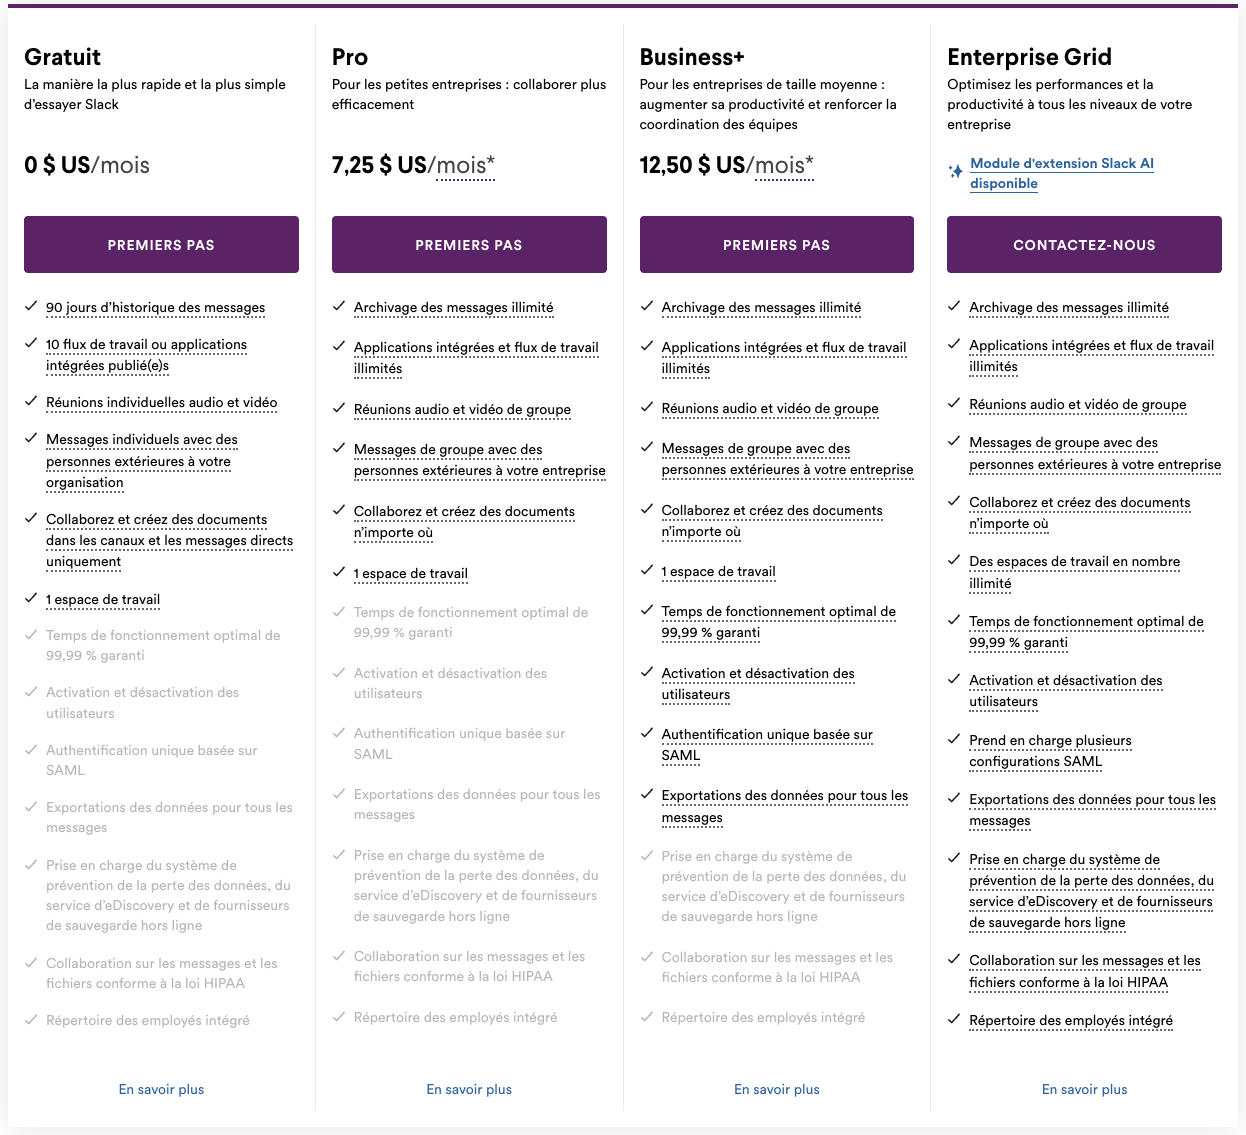 Gratuit
La manière la plus rapide et la plus simple
d’essayer Slack
0 $ US/mois
PREMIERS PAS
90 jours d’historique des messages
10 flux de travail ou applications
intégrées publié(e)s
Réunions individuelles audio et vidéo
Messages individuels avec des
personnes extérieures à votre
organisation
Collaborez et créez des documents
dans les canaux et les messages directs
uniquement
1 espace de travail
Temps de fonctionnement optimal de
99,99 % garanti
Activation et désactivation des
utilisateurs
Authentification unique basée sur
SAML
Exportations des données pour tous les
messages
Prise en charge du système de
prévention de la perte des données, du
service d’eDiscovery et de fournisseurs
de sauvegarde hors ligne
Collaboration sur les messages et les
fichiers conforme à la loi HIPAA
Répertoire des employés intégré
En savoir plus
Pro
Pour les petites entreprises : collaborer plus
efficacement
7,25 $ US/mois*
PREMIERS PAS
Archivage des messages illimité
Applications intégrées et flux de travail
illimités
Réunions audio et vidéo de groupe
Messages de groupe avec des
personnes extérieures à votre entreprise
Collaborez et créez des documents
n’importe où
1 espace de travail
Temps de fonctionnement optimal de
99,99 % garanti
Activation et désactivation des
utilisateurs
Authentification unique basée sur
SAML
Exportations des données pour tous les
messages
Prise en charge du système de
prévention de la perte des données, du
service d’eDiscovery et de fournisseurs
de sauvegarde hors ligne
Collaboration sur les messages et les
fichiers conforme à la loi HIPAA
Répertoire des employés intégré
En savoir plus
Business+
Pour les entreprises de taille moyenne :
augmenter sa productivité et renforcer la
coordination des équipes
12,50 $ US/mois*
PREMIERS PAS
Archivage des messages illimité
Applications intégrées et flux de travail
illimités
Réunions audio et vidéo de groupe
Messages de groupe avec des
personnes extérieures à votre entreprise
Collaborez et créez des documents
n’importe où
1 espace de travail
Temps de fonctionnement optimal de
99,99 % garanti
Activation et désactivation des
utilisateurs
Authentification unique basée sur
SAML
Exportations des données pour tous les
messages
Prise en charge du système de
prévention de la perte des données, du
service d’eDiscovery et de fournisseurs
de sauvegarde hors ligne
Collaboration sur les messages et les
fichiers conforme à la loi HIPAA
Répertoire des employés intégré
En savoir plus
Enterprise Grid
Optimisez les performances et la
productivité à tous les niveaux de votre
entreprise
Module d'extension Slack AI
disponible
CONTACTEZ-NOUS
Archivage des messages illimité
Applications intégrées et flux de travail
illimités
Réunions audio et vidéo de groupe
Messages de groupe avec des
personnes extérieures à votre entreprise
Collaborez et créez des documents
n’importe où
Des espaces de travail en nombre
illimité
Temps de fonctionnement optimal de
99,99 % garanti
Activation et désactivation des
utilisateurs
Prend en charge plusieurs
configurations SAML
Exportations des données pour tous les
messages
Prise en charge du système de
prévention de la perte des données, du
service d’eDiscovery et de fournisseurs
de sauvegarde hors ligne
Collaboration sur les messages et les
fichiers conforme à la loi HIPAA
Répertoire des employés intégré
En savoir plus